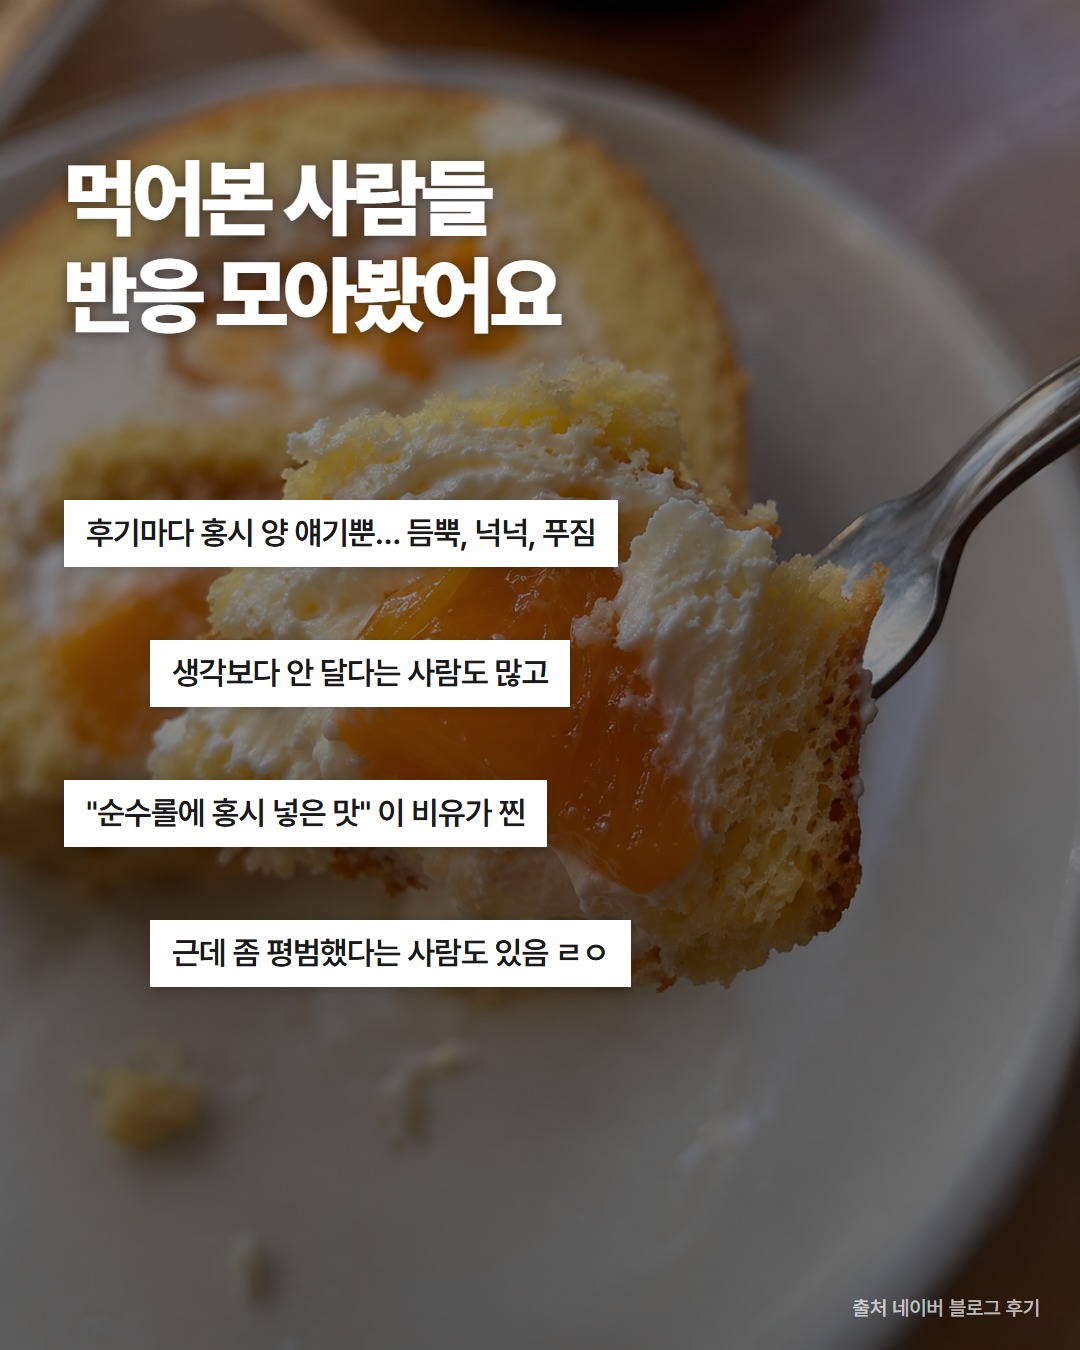 먹어본 사람들
반응 모아봤어요
후기마다 홍시 양 얘기뿐... 듬뿍, 넉넉, 푸짐
생각보다 안 달다는 사람도 많고
"순수롤에 홍시 넣은 맛" 이 비유가 찐
근데 좀 평범했다는 사람도 있음 ㄹㅇ
출처 네이버 블로그 후기